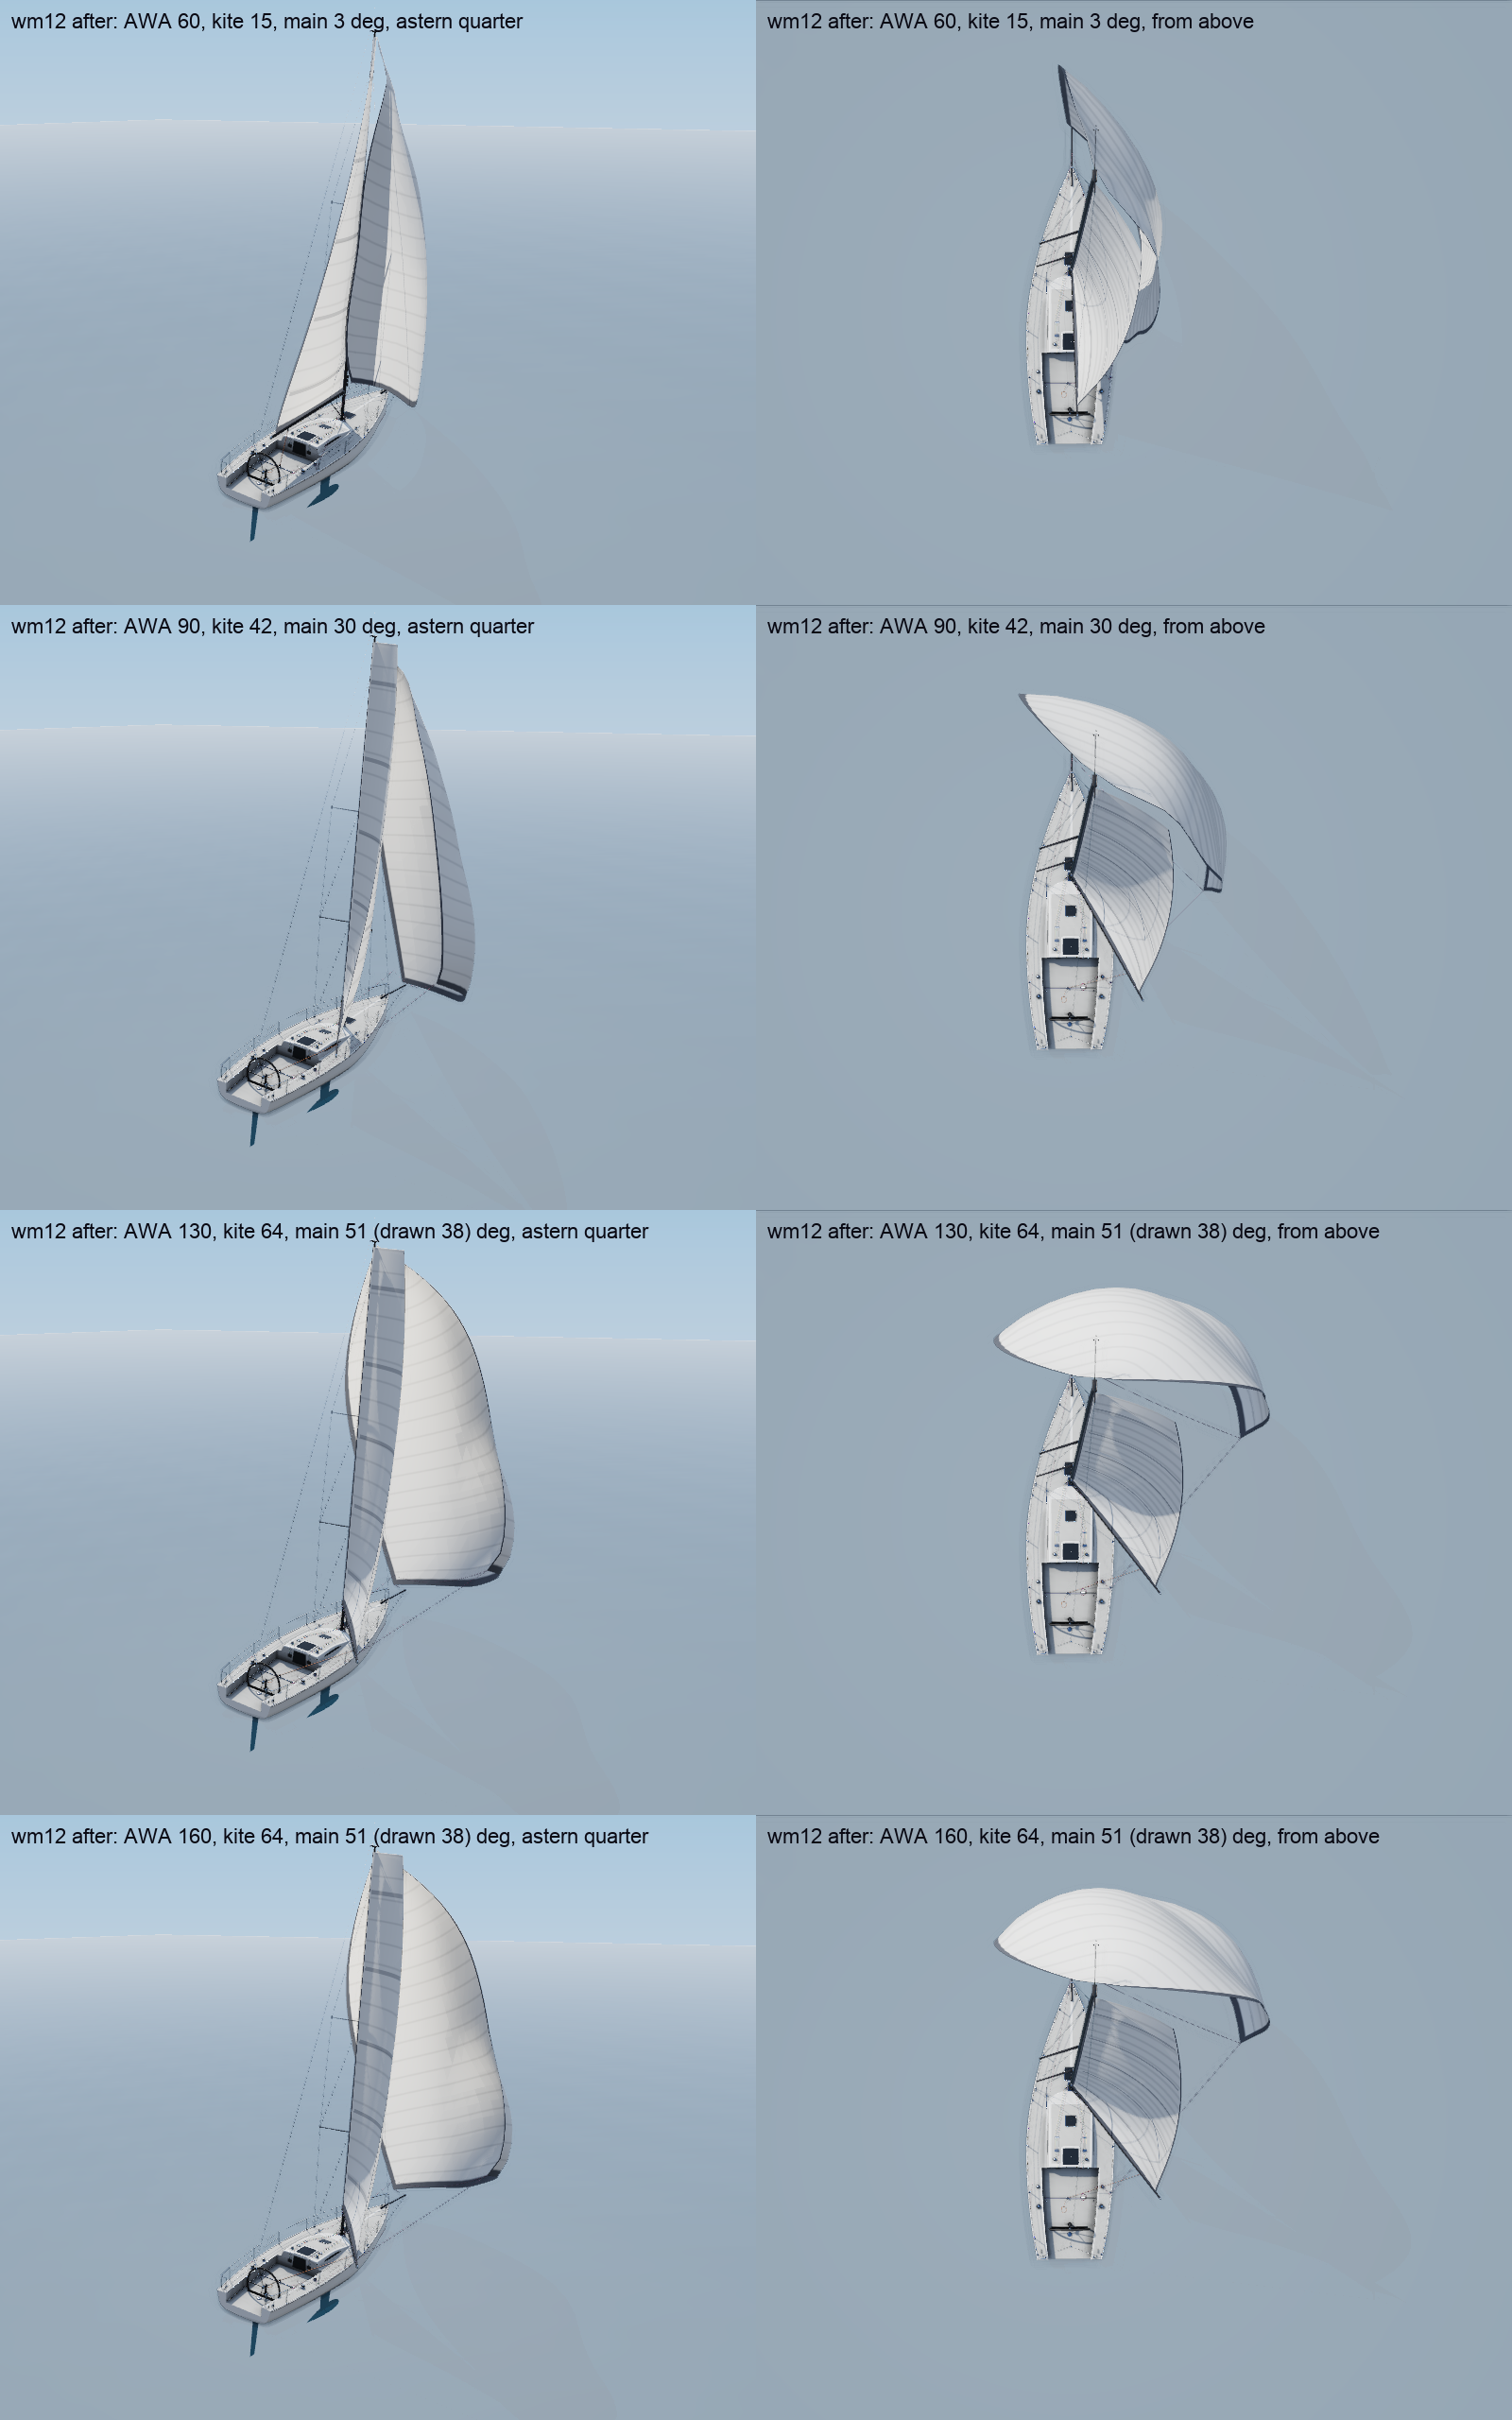 wm12 after: AWA 60, kite 15, main 3 deg, astern quarter
wm12 after: AWA 60, kite 15, main 3 deg, from above
wm12 after: AWA 90, kite 42, main 30 deg, astern quarter
wm12 after: AWA 90, kite 42, main 30 deg, from above
wm12 after: AWA 130, kite 64, main 51 (drawn 38) deg, astern quarter
wm12 after: AWA 130, kite 64, main 51 (drawn 38) deg, from above
wm12 after: AWA 160, kite 64, main 51 (drawn 38) deg, astern quarter
wm12 after: AWA 160, kite 64, main 51 (drawn 38) deg, from above